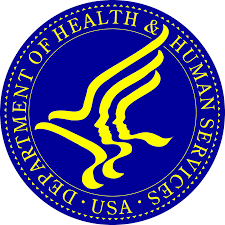 DEPARTMENT OF HEALTH & HUMAN SERVICES
· USA ·